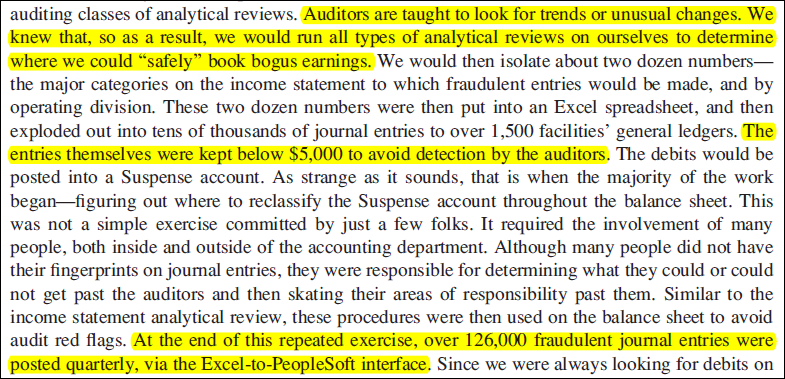 auditing classes of analytical reviews. Auditors are taught to look for trends or unusual changes. We
knew that, so as a result, we would run all types of analytical reviews on ourselves to determine
where we could “safely” book bogus earnings. We would then isolate about two dozen numbers—
the major categories on the income statement to which fraudulent entries would be made, and by
operating division. These two dozen numbers were then put into an Excel spreadsheet, and then
exploded out into tens of thousands of journal entries to over 1,500 facilities’ general ledgers. The
entries themselves were kept below $5,000 to avoid detection by the auditors. The debits would be
posted into a Suspense account. As strange as it sounds, that is when the majority of the work
began—figuring out where to reclassify the Suspense account throughout the balance sheet. This
was not a simple exercise committed by just a few folks. It required the involvement of many
people, both inside and outside of the accounting department. Although many people did not have
their fingerprints on journal entries, they were responsible for determining what they could or could
not get past the auditors and then skating their areas of responsibility past them. Similar to the
income statement analytical review, these procedures were then used on the balance sheet to avoid
audit red flags. At the end of this repeated exercise, over 126,000 fraudulent journal entries were
posted quarterly, via the Excel-to-PeopleSoft interface. Since we were always looking for debits on